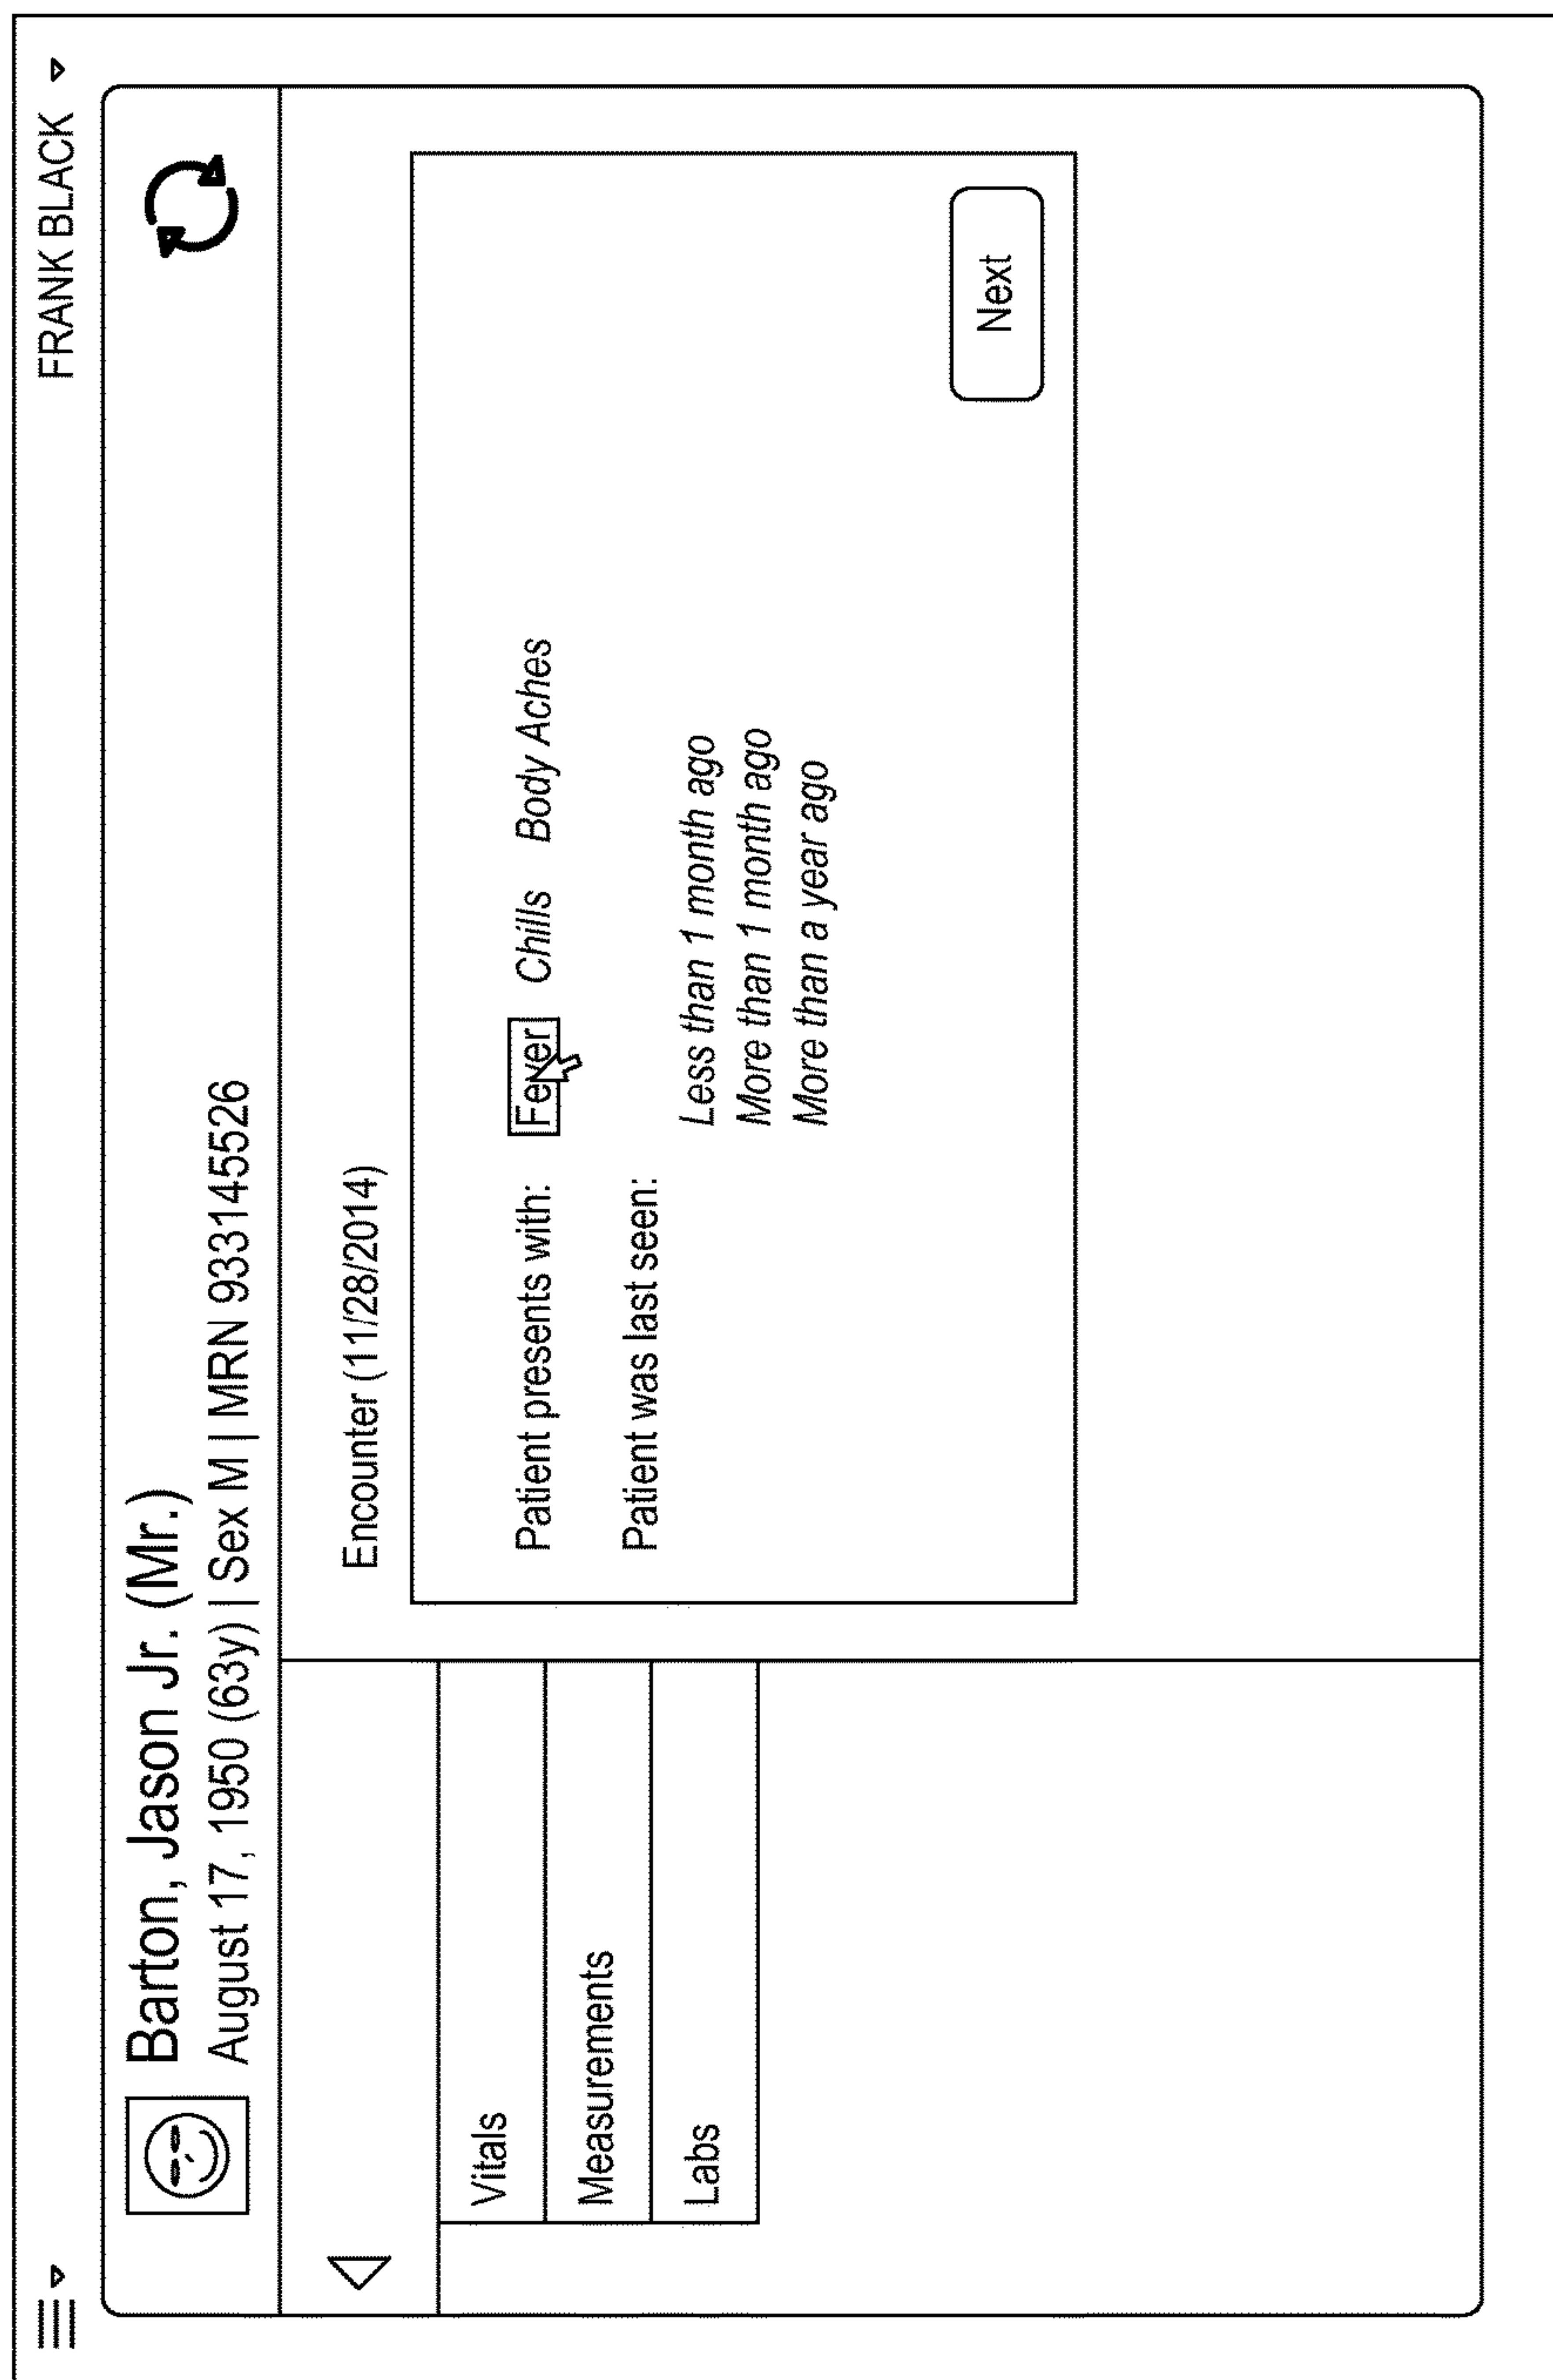 FRANK BLACK
Barton, Jason Jr. (Mr.)
August 17, 1950 (63y) | Sex M | MRN 933145526
Encounter (11/28/2014)
Vitals
Measurements
Labs
Patient presents with: Fever Chills Body Aches
Patient was last seen:
Less than 1 month ago
More than 1 month ago
More than a year ago
Next